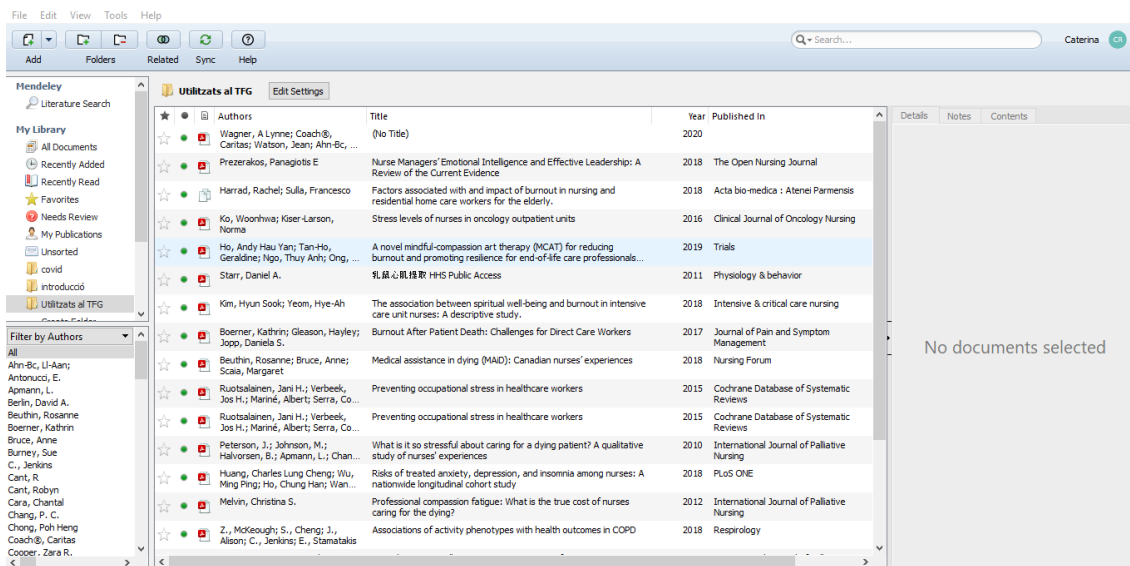 File Edit View Tools Help
Add Folders Related Sync Help
Search...
Caterina CR
Mendeley
Literature Search
My Library
All Documents
Recently Added
Recently Read
Favorites
Needs Review
My Publications
Unsorted
covid
introducció
Utilitzats al TFG
Create Folder
Filter by Authors
All
Ahn-Bc, Ll-Aan;
Antonucci, E.
Apmann, L.
Berlin, David A.
Beuthin, Rosanne
Boerner, Kathrin
Bruce, Anne
Burney, Sue
C., Jenkins
Cant, R
Cant, Robyn
Cara, Chantal
Chang, P. C.
Chong, Poh Heng
Coach®, Caritas
Cooper, Zara R.
Utilitzats al TFG Edit Settings
Authors Title Year Published In
Wagner, A Lynne; Coach®, (No Title) 2020
Caritas; Watson, Jean; Ahn-Bc, ...
Prezerakos, Panagiotis E Nurse Managers' Emotional Intelligence and Effective Leadership: A 2018 The Open Nursing Journal
Review of the Current Evidence
Harrad, Rachel; Sulla, Francesco Factors associated with and impact of burnout in nursing and 2018 Acta bio-medica : Atenei Parmensis
residential home care workers for the elderly.
Ko, Woonhwa; Kiser-Larson, Stress levels of nurses in oncology outpatient units 2016 Clinical Journal of Oncology Nursing
Norma
Ho, Andy Hau Yan; Tan-Ho, A novel mindful-compassion art therapy (MCAT) for reducing 2019 Trials
Geraldine; Ngo, Thuy Anh; Ong, ... burnout and promoting resilience for end-of-life care professionals...
Starr, Daniel A. 乳鼠心肌提取 HHS Public Access 2011 Physiology & behavior
Kim, Hyun Sook; Yeom, Hye-Ah The association between spiritual well-being and burnout in intensive 2018 Intensive & critical care nursing
care unit nurses: A descriptive study.
Boerner, Kathrin; Gleason, Hayley; Burnout After Patient Death: Challenges for Direct Care Workers 2017 Journal of Pain and Symptom
Jopp, Daniela S. Management
Beuthin, Rosanne; Bruce, Anne; Medical assistance in dying (MAiD): Canadian nurses' experiences 2018 Nursing Forum
Scaia, Margaret
Ruotsalainen, Jani H.; Verbeek, Preventing occupational stress in healthcare workers 2015 Cochrane Database of Systematic
Jos H.; Mariné, Albert; Serra, Co... Reviews
Ruotsalainen, Jani H.; Verbeek, Preventing occupational stress in healthcare workers 2015 Cochrane Database of Systematic
Jos H.; Mariné, Albert; Serra, Co... Reviews
Peterson, J.; Johnson, M.; What is it so stressful about caring for a dying patient? A qualitative 2010 International Journal of Palliative
Halvorsen, B.; Apmann, L.; Chan... study of nurses' experiences Nursing
Huang, Charles Lung Cheng; Wu, Risks of treated anxiety, depression, and insomnia among nurses: A 2018 PLoS ONE
Ming Ping; Ho, Chung Han; Wan... nationwide longitudinal cohort study
Melvin, Christina S. Professional compassion fatigue: What is the true cost of nurses 2012 International Journal of Palliative
caring for the dying? Nursing
Z., McKeough; S., Cheng; J., Associations of activity phenotypes with health outcomes in COPD 2018 Respirology
Alison; C., Jenkins; E., Stamatakis
Details Notes Contents
No documents selected